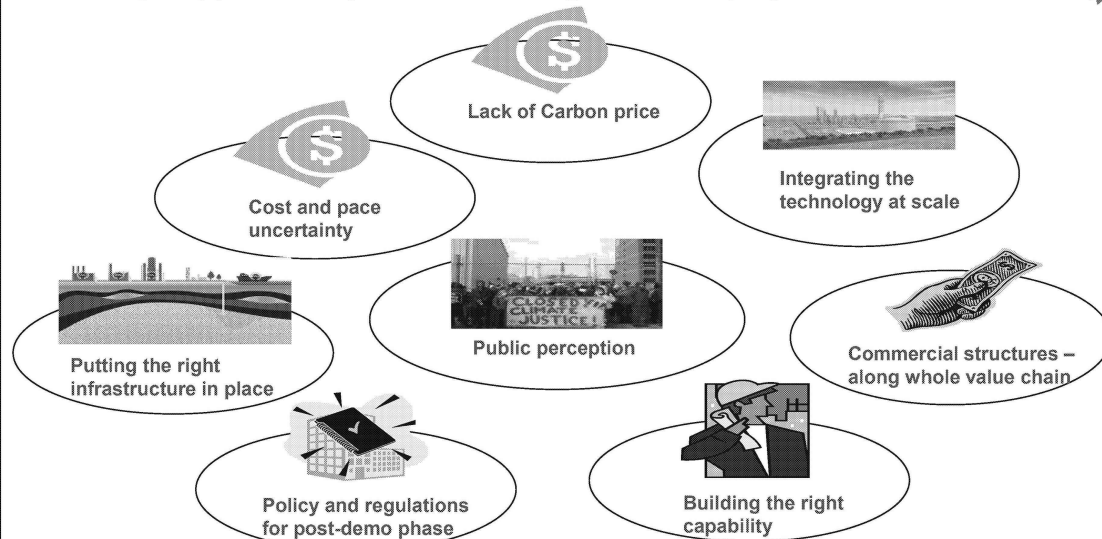 $
Lack of Carbon price
$
Cost and pace
uncertainty
Integrating the
technology at scale
CLOSED
CLIMATE
JUSTICE!
Public perception
Putting the right
infrastructure in place
Commercial structures –
along whole value chain
Policy and regulations
for post-demo phase
Building the right
capability